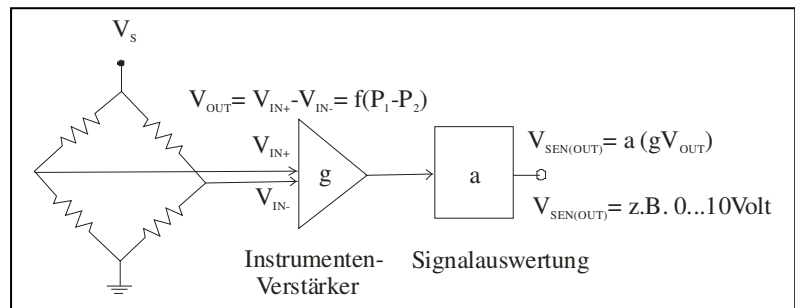 V_S
V_OUT= V_IN+-V_IN-= f(P_1-P_2)
V_IN+
g
V_IN-
a
V_SEN(OUT)= a (gV_OUT)
V_SEN(OUT)= z.B. 0...10Volt
Instrumenten-
Verstärker
Signalauswertung